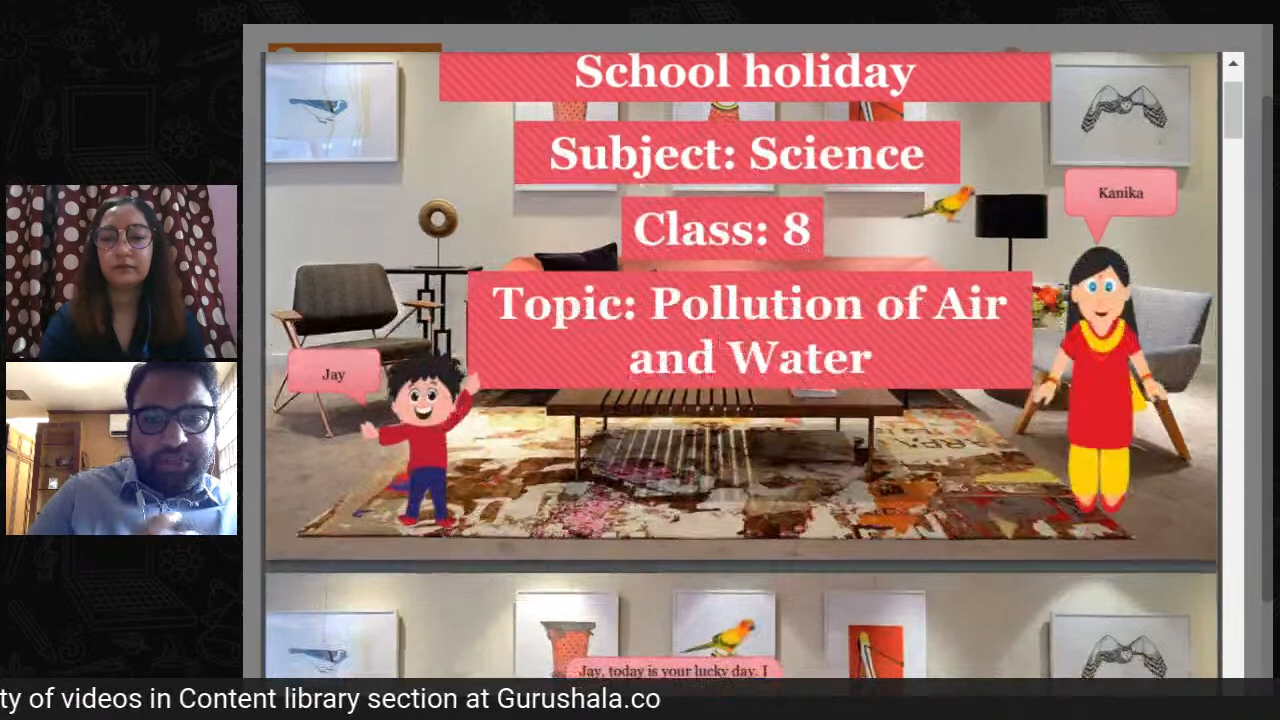 School holiday
Subject: Science
Class: 8
Topic: Pollution of Air
and Water
Kanika
Jay
Jay, today is your lucky day. I
ty of videos in Content library section at Gurushala.co